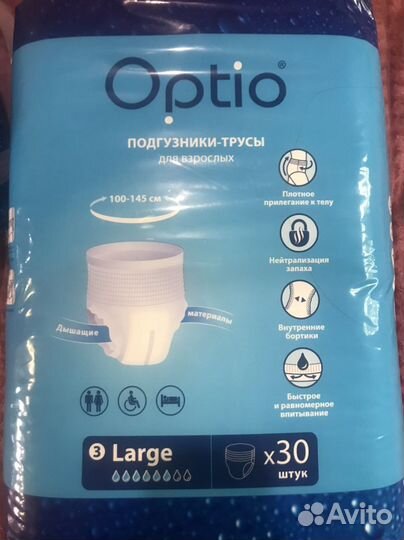 Optio®
ПОДГУЗНИКИ-ТРУСЫ
для взрослых
100-145 см
Плотное
прилегание к телу
Нейтрализация
запаха
Дышащие
материалы
Внутренние
бортики
Быстрое
и равномерное
впитывание
3 Large
x30
штук
Avito